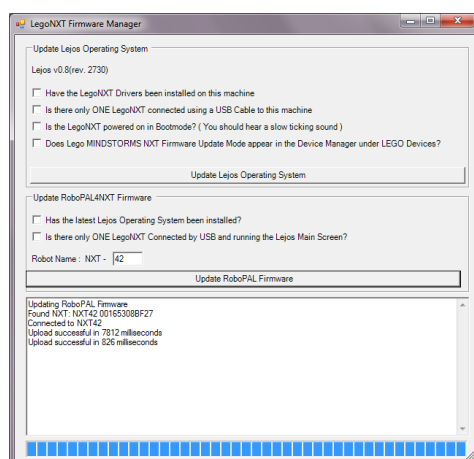 LegoNXT Firmware Manager
Update Lejos Operating System
Lejos v0.8(rev. 2730)
Have the LegoNXT Drivers been installed on this machine
Is there only ONE LegoNXT connected using a USB Cable to this machine
Is the LegoNXT powered on in Bootmode? ( You should hear a slow ticking sound )
Does Lego MINDSTORMS NXT Firmware Update Mode appear in the Device Manager under LEGO Devices?
Update Lejos Operating System
Update RoboPAL4NXT Firmware
Has the latest Lejos Operating System been installed?
Is there only ONE LegoNXT Connected by USB and running the Lejos Main Screen?
Robot Name : NXT - 42
Update RoboPAL Firmware
Updating RoboPAL Firmware
Found NXT: NXT42 00165308BF27
Connected to NXT42
Upload successful in 7812 milliseconds
Upload successful in 826 milliseconds